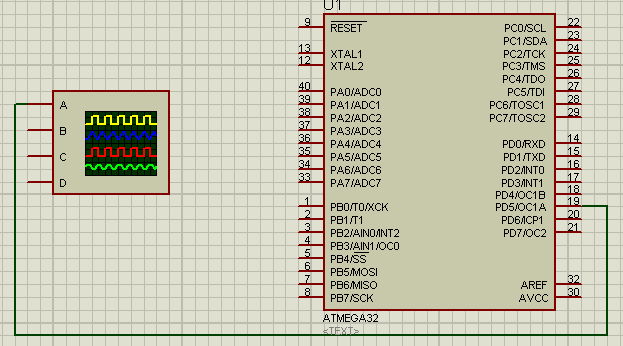 U1
9 RESET PC0/SCL 22
PC1/SDA 23
13 XTAL1 PC2/TCK 24
12 XTAL2 PC3/TMS 25
PC4/TDO 26
40 PA0/ADC0 PC5/TDI 27
39 PA1/ADC1 PC6/TOSC1 28
38 PA2/ADC2 PC7/TOSC2 29
37 PA3/ADC3
36 PA4/ADC4 PD0/RXD 14
35 PA5/ADC5 PD1/TXD 15
34 PA6/ADC6 PD2/INT0 16
33 PA7/ADC7 PD3/INT1 17
PD4/OC1B 18
1 PB0/T0/XCK PD5/OC1A 19
2 PB1/T1 PD6/ICP1 20
3 PB2/AIN0/INT2 PD7/OC2 21
4 PB3/AIN1/OC0
5 PB4/SS
6 PB5/MOSI
7 PB6/MISO AREF 32
8 PB7/SCK AVCC 30
ATMEGA32
<TEXT>
A
B
C
D